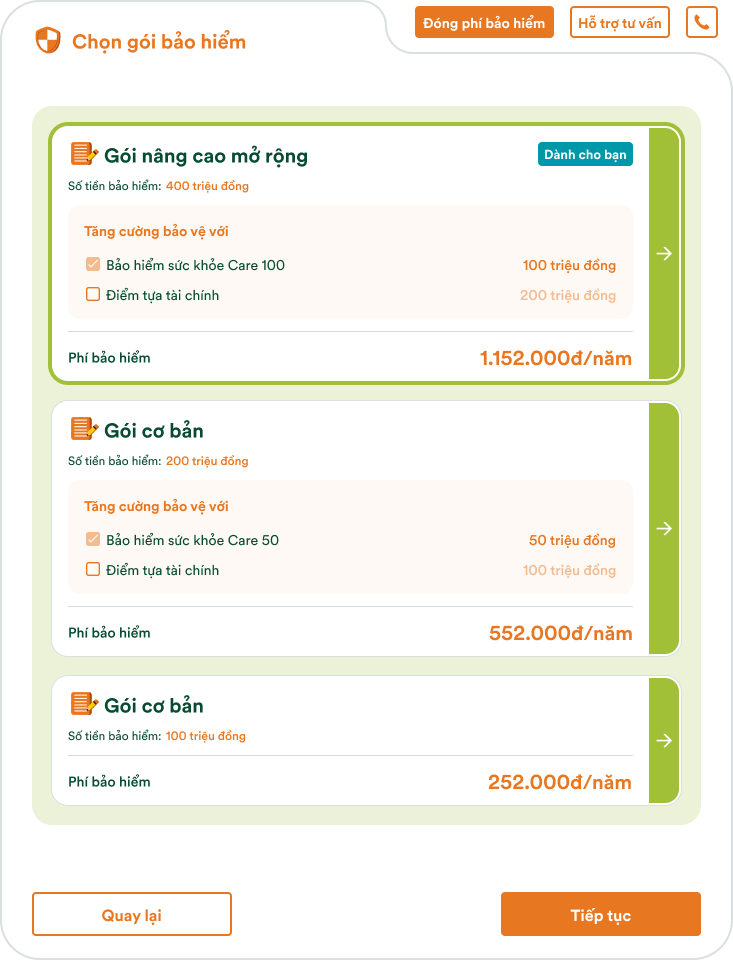 Đóng phí bảo hiểm
Hỗ trợ tư vấn
Chọn gói bảo hiểm
Gói nâng cao mở rộng
Dành cho bạn
Số tiền bảo hiểm: 400 triệu đồng
Tăng cường bảo vệ với
Bảo hiểm sức khỏe Care 100 100 triệu đồng
Điểm tựa tài chính 200 triệu đồng
Phí bảo hiểm 1.152.000đ/năm
Gói cơ bản
Số tiền bảo hiểm: 200 triệu đồng
Tăng cường bảo vệ với
Bảo hiểm sức khỏe Care 50 50 triệu đồng
Điểm tựa tài chính 100 triệu đồng
Phí bảo hiểm 552.000đ/năm
Gói cơ bản
Số tiền bảo hiểm: 100 triệu đồng
Phí bảo hiểm 252.000đ/năm
Quay lại
Tiếp tục